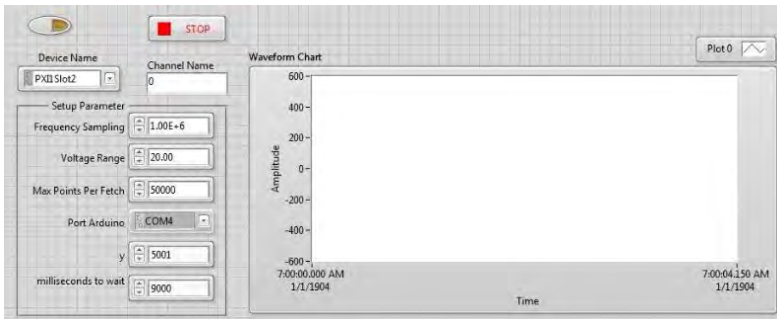 STOP
Device Name
PXI1Slot2
Channel Name
0
Setup Parameter
Frequency Sampling 1.00E+6
Voltage Range 20.00
Max Points Per Fetch 50000
Port Arduino COM4
y 5001
milliseconds to wait 9000
Waveform Chart
Plot 0
Amplitude
600
400
200
0
-200
-400
-600
7:00:00.000 AM
1/1/1904
7:00:04.150 AM
1/1/1904
Time